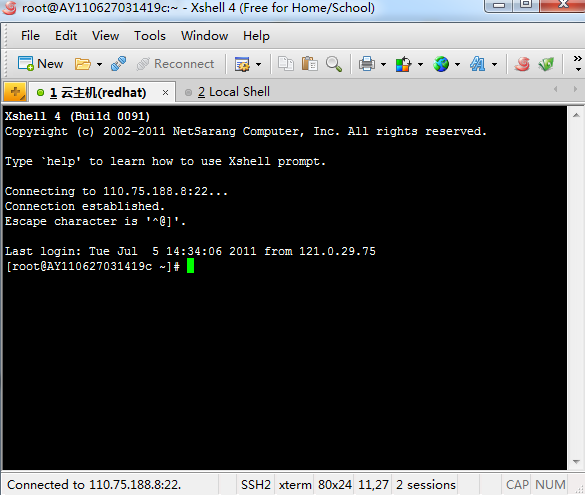 root@AY110627031419c:~ - Xshell 4 (Free for Home/School)
File Edit View Tools Window Help
New Reconnect
1 云主机(redhat) × 2 Local Shell
Xshell 4 (Build 0091)
Copyright (c) 2002-2011 NetSarang Computer, Inc. All rights reserved.
Type `help' to learn how to use Xshell prompt.
Connecting to 110.75.188.8:22...
Connection established.
Escape character is '^@]'.
Last login: Tue Jul  5 14:34:06 2011 from 121.0.29.75
[root@AY110627031419c ~]#
Connected to 110.75.188.8:22. SSH2 xterm 80x24 11,27 2 sessions CAP NUM